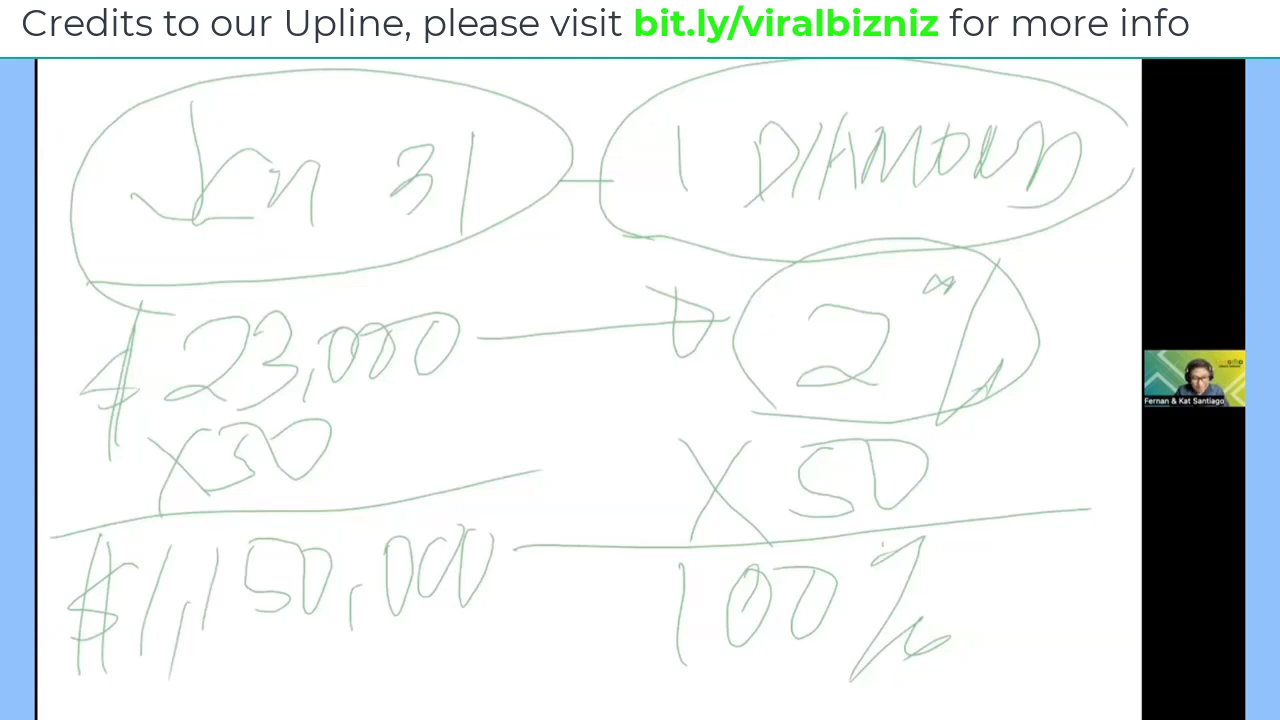 Credits to our Upline, please visit bit.ly/viralbizniz for more info
Jan 31 - 1 DIAMOND
$23,000 2%
X50 X 50
$1,150,000 100%
Fernan & Kat Santiago